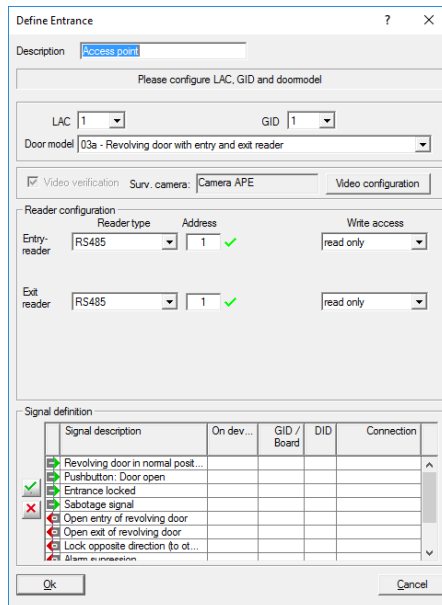 Define Entrance
Description Access point
Please configure LAC, GID and doormodel
LAC 1 GID 1
Door model 03a - Revolving door with entry and exit reader
Video verification Surv. camera: Camera APE Video configuration
Reader configuration
Reader type Address Write access
Entry-
reader RS485 1 read only
Exit
reader RS485 1 read only
Signal definition
Signal description On dev... GID /
Board DID Connection
Revolving door in normal posit...
Pushbutton: Door open
Entrance locked
Sabotage signal
Open entry of revolving door
Open exit of revolving door
Lock opposite direction (to ot...
Alarm supression
Ok Cancel